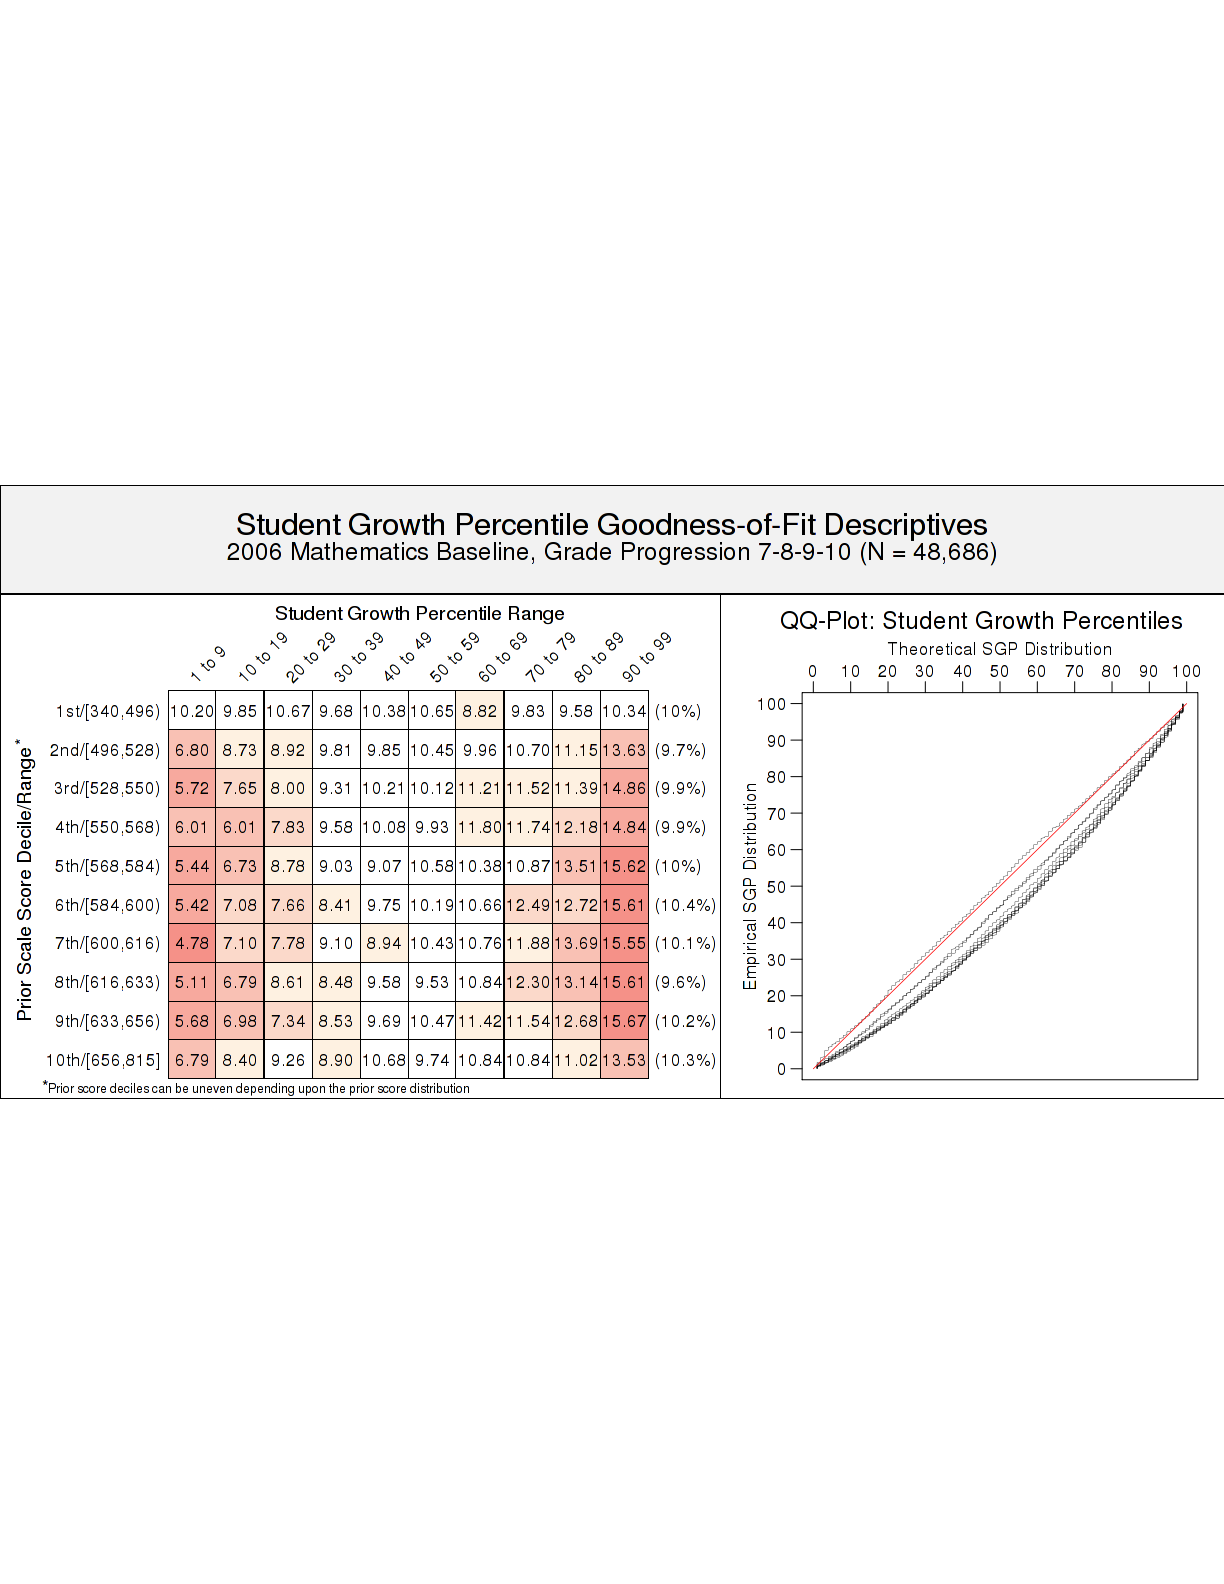 Student Growth Percentile Goodness-of-Fit Descriptives
2006 Mathematics Baseline, Grade Progression 7-8-9-10 (N = 48,686)
Student Growth Percentile Range
1 to 9 10 to 19 20 to 29 30 to 39 40 to 49 50 to 59 60 to 69 70 to 79 80 to 89 90 to 99
Prior Scale Score Decile/Range*
1st/[340,496) 10.20 9.85 10.67 9.68 10.38 10.65 8.82 9.83 9.58 10.34 (10%)
2nd/[496,528) 6.80 8.73 8.92 9.81 9.85 10.45 9.96 10.70 11.15 13.63 (9.7%)
3rd/[528,550) 5.72 7.65 8.00 9.31 10.21 10.12 11.21 11.52 11.39 14.86 (9.9%)
4th/[550,568) 6.01 6.01 7.83 9.58 10.08 9.93 11.80 11.74 12.18 14.84 (9.9%)
5th/[568,584) 5.44 6.73 8.78 9.03 9.07 10.58 10.38 10.87 13.51 15.62 (10%)
6th/[584,600) 5.42 7.08 7.66 8.41 9.75 10.19 10.66 12.49 12.72 15.61 (10.4%)
7th/[600,616) 4.78 7.10 7.78 9.10 8.94 10.43 10.76 11.88 13.69 15.55 (10.1%)
8th/[616,633) 5.11 6.79 8.61 8.48 9.58 9.53 10.84 12.30 13.14 15.61 (9.6%)
9th/[633,656) 5.68 6.98 7.34 8.53 9.69 10.47 11.42 11.54 12.68 15.67 (10.2%)
10th/[656,815] 6.79 8.40 9.26 8.90 10.68 9.74 10.84 10.84 11.02 13.53 (10.3%)
*Prior score deciles can be uneven depending upon the prior score distribution
QQ-Plot: Student Growth Percentiles
Theoretical SGP Distribution
0 10 20 30 40 50 60 70 80 90 100
Empirical SGP Distribution
100
90
80
70
60
50
40
30
20
10
0